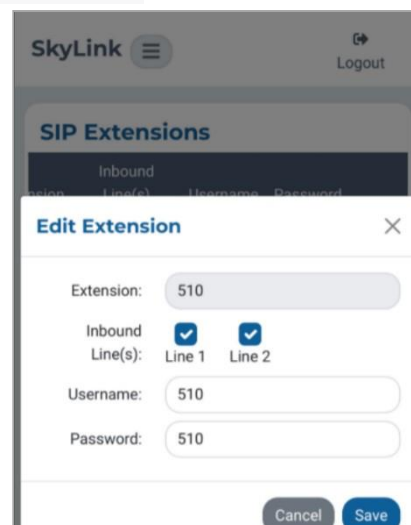 SkyLink
Logout
SIP Extensions
Inbound
nsion Line(s) Username Password
Edit Extension
Extension: 510
Inbound
Line(s): Line 1 Line 2
Username: 510
Password: 510
Cancel Save